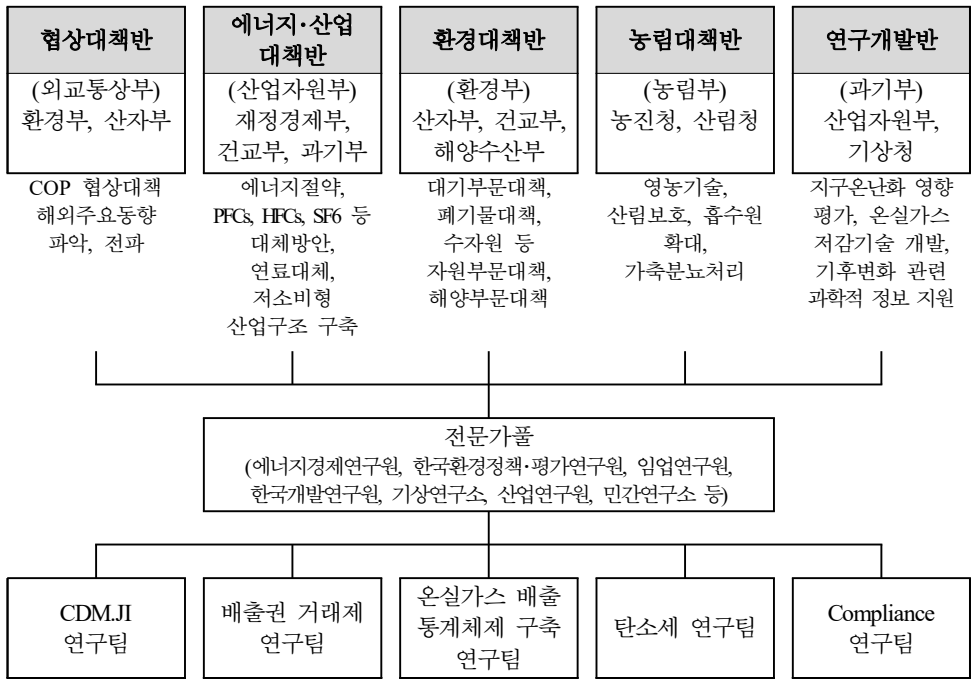 협상대책반
(외교통상부)
환경부, 산자부
COP 협상대책
해외주요동향
파악, 전파
에너지·산업
대책반
(산업자원부)
재정경제부,
건교부, 과기부
에너지절약,
PFCs, HFCs, SF6 등
대체방안,
연료대체,
저소비형
산업구조 구축
환경대책반
(환경부)
산자부, 건교부,
해양수산부
대기부문대책,
폐기물대책,
수자원 등
자원부문대책,
해양부문대책
농림대책반
(농림부)
농진청, 산림청
영농기술,
산림보호, 흡수원
확대,
가축분뇨처리
연구개발반
(과기부)
산업자원부,
기상청
지구온난화 영향
평가, 온실가스
저감기술 개발,
기후변화 관련
과학적 정보 지원
전문가풀
(에너지경제연구원, 한국환경정책·평가연구원, 임업연구원,
한국개발연구원, 기상연구소, 산업연구원, 민간연구소 등)
CDM.JI
연구팀
배출권 거래제
연구팀
온실가스 배출
통계체제 구축
연구팀
탄소세 연구팀
Compliance
연구팀